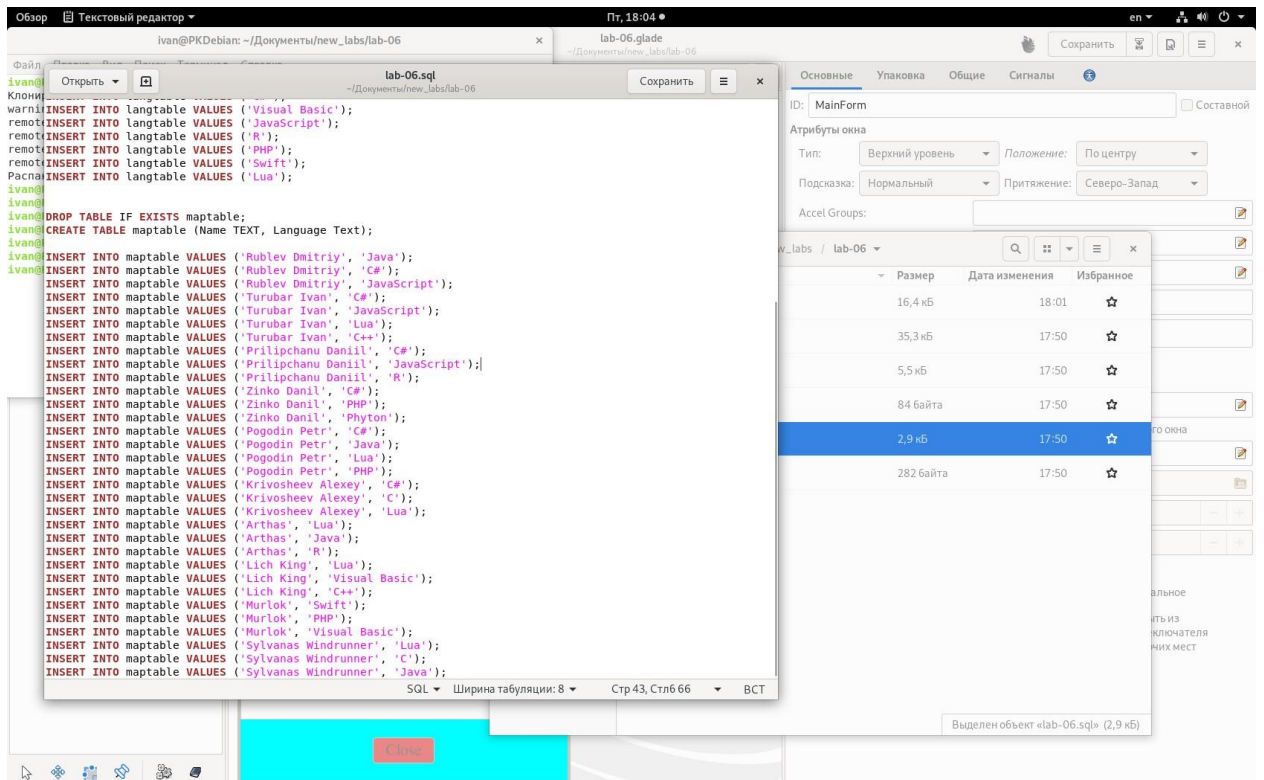 Обзор Текстовый редактор Пт, 18:04 en
ivan@PKDebian: ~/Документы/new_labs/lab-06
lab-06.glade
~/Документы/new_labs/lab-06
Сохранить
Файл
Открыть
lab-06.sql
~/Документы/new_labs/lab-06
Сохранить
INSERT INTO langtable VALUES ('Visual Basic');
INSERT INTO langtable VALUES ('JavaScript');
INSERT INTO langtable VALUES ('R');
INSERT INTO langtable VALUES ('PHP');
INSERT INTO langtable VALUES ('Swift');
INSERT INTO langtable VALUES ('Lua');
DROP TABLE IF EXISTS maptable;
CREATE TABLE maptable (Name TEXT, Language Text);
INSERT INTO maptable VALUES ('Rublev Dmitriy', 'Java');
INSERT INTO maptable VALUES ('Rublev Dmitriy', 'C#');
INSERT INTO maptable VALUES ('Rublev Dmitriy', 'JavaScript');
INSERT INTO maptable VALUES ('Turubar Ivan', 'C#');
INSERT INTO maptable VALUES ('Turubar Ivan', 'JavaScript');
INSERT INTO maptable VALUES ('Turubar Ivan', 'Lua');
INSERT INTO maptable VALUES ('Turubar Ivan', 'C++');
INSERT INTO maptable VALUES ('Prilipchanu Daniil', 'C#');
INSERT INTO maptable VALUES ('Prilipchanu Daniil', 'JavaScript');
INSERT INTO maptable VALUES ('Prilipchanu Daniil', 'R');
INSERT INTO maptable VALUES ('Zinko Danil', 'C#');
INSERT INTO maptable VALUES ('Zinko Danil', 'PHP');
INSERT INTO maptable VALUES ('Zinko Danil', 'Phyton');
INSERT INTO maptable VALUES ('Pogodin Petr', 'C#');
INSERT INTO maptable VALUES ('Pogodin Petr', 'Java');
INSERT INTO maptable VALUES ('Pogodin Petr', 'Lua');
INSERT INTO maptable VALUES ('Pogodin Petr', 'PHP');
INSERT INTO maptable VALUES ('Krivosheev Alexey', 'C#');
INSERT INTO maptable VALUES ('Krivosheev Alexey', 'C');
INSERT INTO maptable VALUES ('Krivosheev Alexey', 'Lua');
INSERT INTO maptable VALUES ('Arthas', 'Lua');
INSERT INTO maptable VALUES ('Arthas', 'Java');
INSERT INTO maptable VALUES ('Arthas', 'R');
INSERT INTO maptable VALUES ('Lich King', 'Lua');
INSERT INTO maptable VALUES ('Lich King', 'Visual Basic');
INSERT INTO maptable VALUES ('Lich King', 'C++');
INSERT INTO maptable VALUES ('Murlok', 'Swift');
INSERT INTO maptable VALUES ('Murlok', 'PHP');
INSERT INTO maptable VALUES ('Murlok', 'Visual Basic');
INSERT INTO maptable VALUES ('Sylvanas Windrunner', 'Lua');
INSERT INTO maptable VALUES ('Sylvanas Windrunner', 'C');
INSERT INTO maptable VALUES ('Sylvanas Windrunner', 'Java');
SQL Ширина табуляции: 8 Стр 43, Стлб 66 ВСТ
Основные Упаковка Общие Сигналы
ID: MainForm Составной
Атрибуты окна
Тип: Верхний уровень Положение: По центру
Подсказка: Нормальный Притяжение: Северо-Запад
Accel Groups:
w_labs / lab-06
Размер Дата изменения Избранное
16,4 кБ 18:01
35,3 кБ 17:50
5,5 кБ 17:50
84 байта 17:50
2,9 кБ 17:50
282 байта 17:50
го окна
альное
ыть из
еключателя
очих мест
Выделен объект «lab-06.sql» (2,9 кБ)
Close